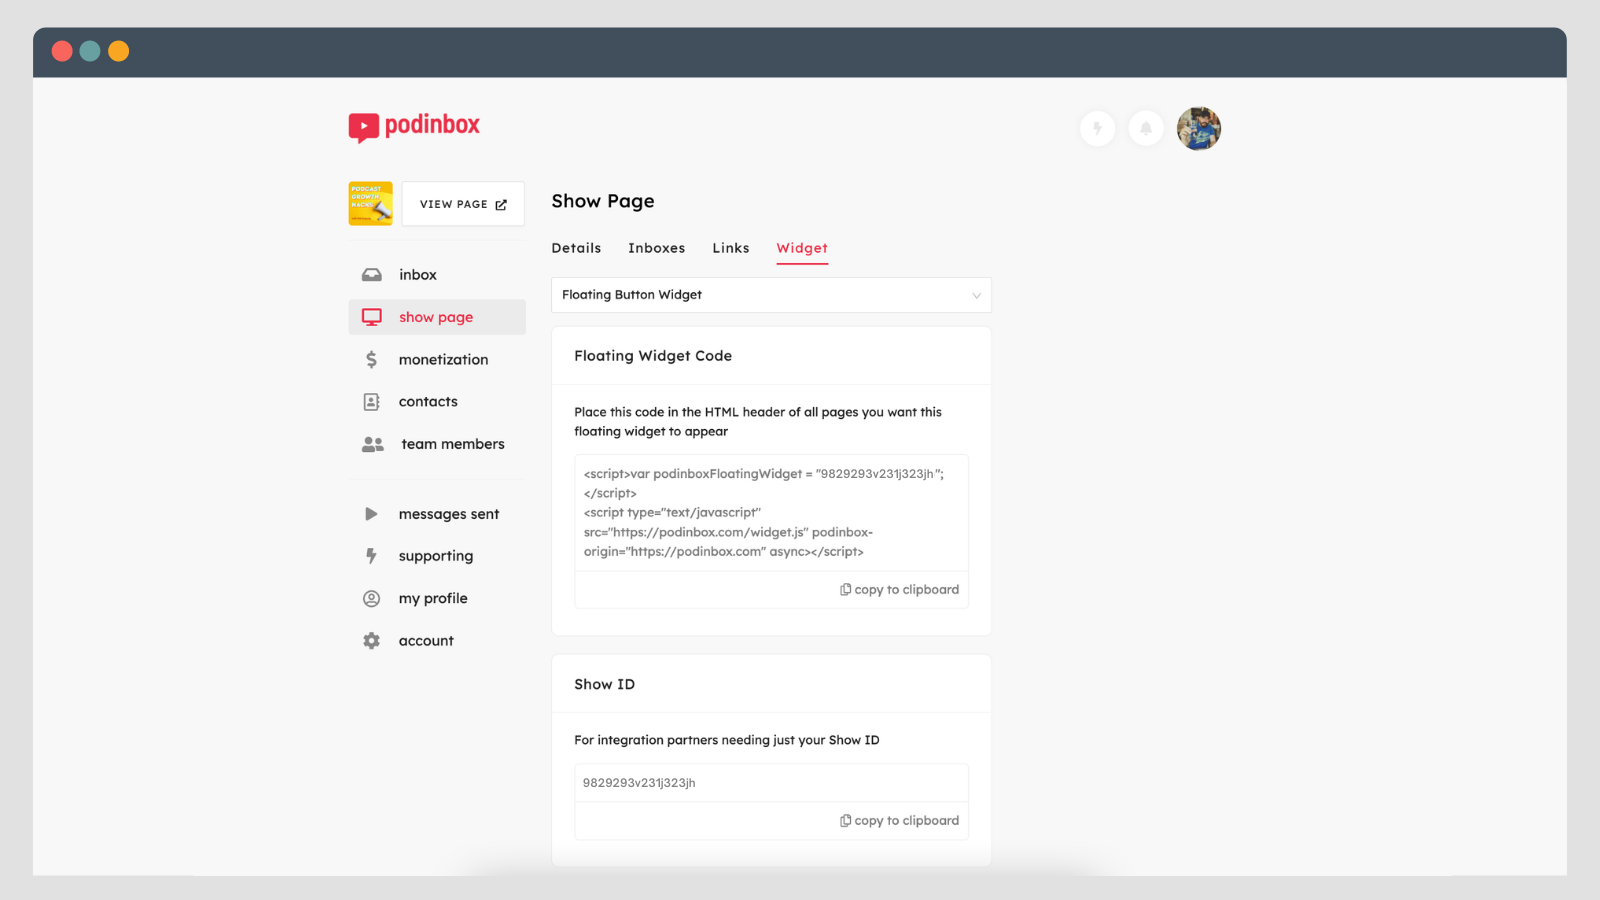 podinbox
PODCAST
GROWTH
HACKS
VIEW PAGE
inbox
show page
monetization
contacts
team members
messages sent
supporting
my profile
account
Show Page
Details Inboxes Links Widget
Floating Button Widget
Floating Widget Code
Place this code in the HTML header of all pages you want this
floating widget to appear
<script>var podinboxFloatingWidget = "9829293v231j323jh";
</script>
<script type="text/javascript"
src="https://podinbox.com/widget.js" podinbox-
origin="https://podinbox.com" async></script>
copy to clipboard
Show ID
For integration partners needing just your Show ID
9829293v231j323jh
copy to clipboard